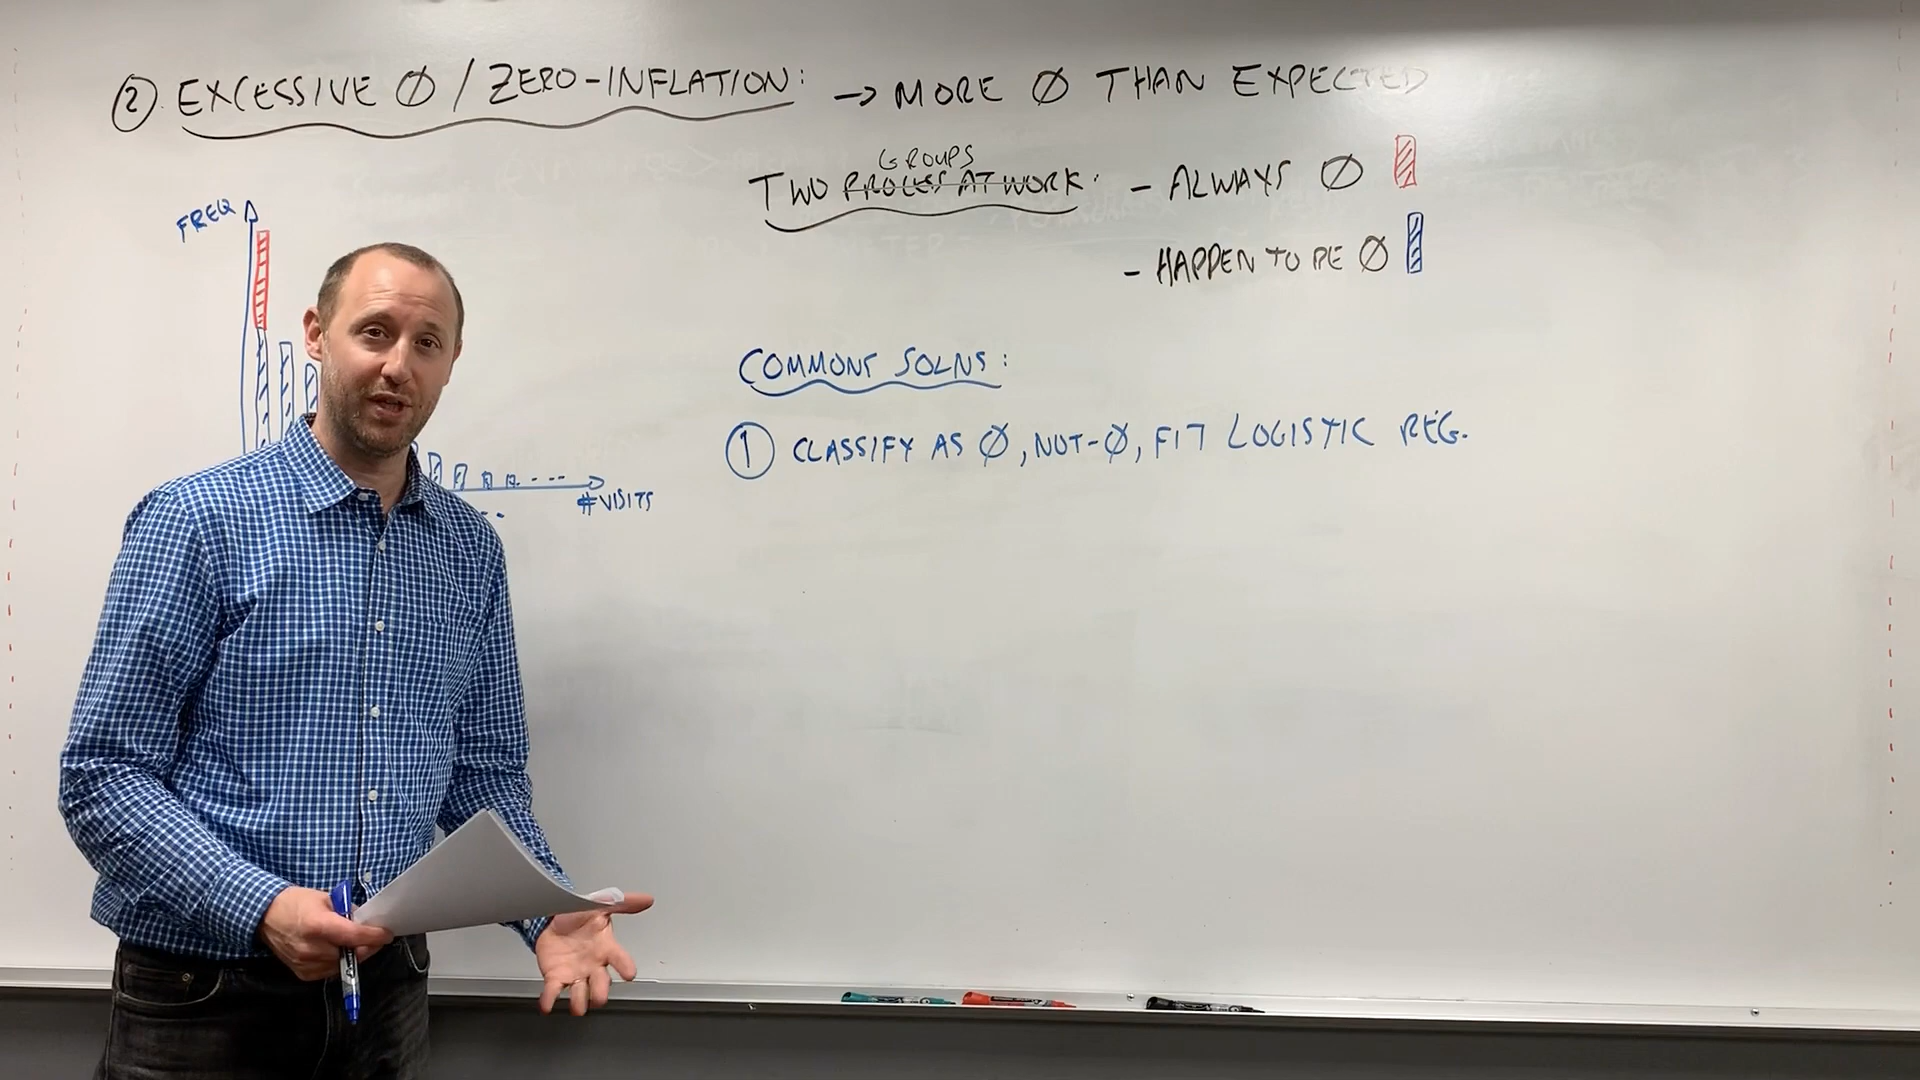 ② EXCESSIVE Ø / ZERO-INFLATION: → MORE Ø THAN EXPECTED
GROUPS
TWO PROCESS AT WORK: - ALWAYS Ø
- HAPPEN TO BE Ø
FREQ
#VISITS
COMMON SOLNS:
① CLASSIFY AS Ø, NOT-Ø, FIT LOGISTIC REG.